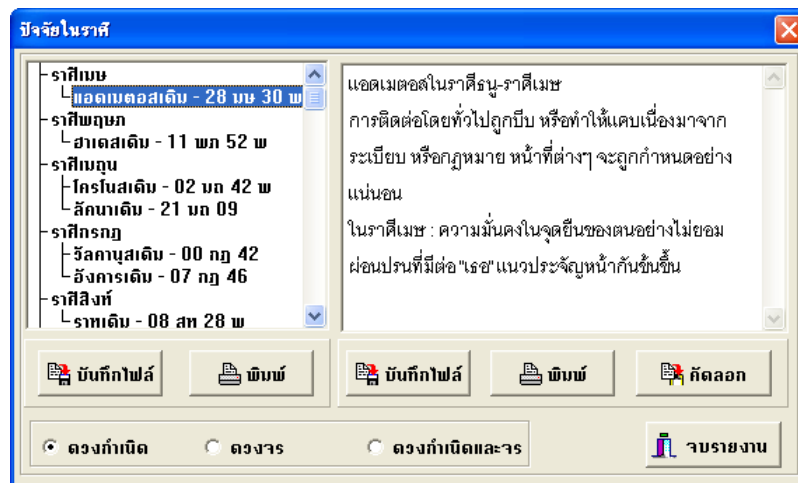 ปัจจัยในราศี
ราศีเมษ
แอดเมตอสเดิม - 28 มษ 30 พ
ราศีพฤษภ
ฮาเดสเดิม - 11 พภ 52 พ
ราศีเมถุน
โครโนสเดิม - 02 มถ 42 พ
ลัคนาเดิม - 21 มถ 09
ราศีกรกฎ
วัลคานุสเดิม - 00 กฎ 42
อังคารเดิม - 07 กฎ 46
ราศีสิงห์
ราหูเดิม - 08 สห 28 พ
แอดเมตอสในราศีธนู-ราศีเมษ
การติดต่อโดยทั่วไปถูกบีบ หรือทำให้แคบเนื่องมาจาก
ระเบียบ หรือกฎหมาย หน้าที่ต่างๆ จะถูกกำหนดอย่าง
แน่นอน
ในราศีเมษ : ความมั่นคงในจุดยืนของตนอย่างไม่ยอม
ผ่อนปรนที่มีต่อ "เธอ" แนวประจัญหน้ากันข้นขึ้น
บันทึกไฟล์
พิมพ์
บันทึกไฟล์
พิมพ์
คัดลอก
ดวงกำเนิด
ดวงจร
ดวงกำเนิดและจร
จบรายงาน